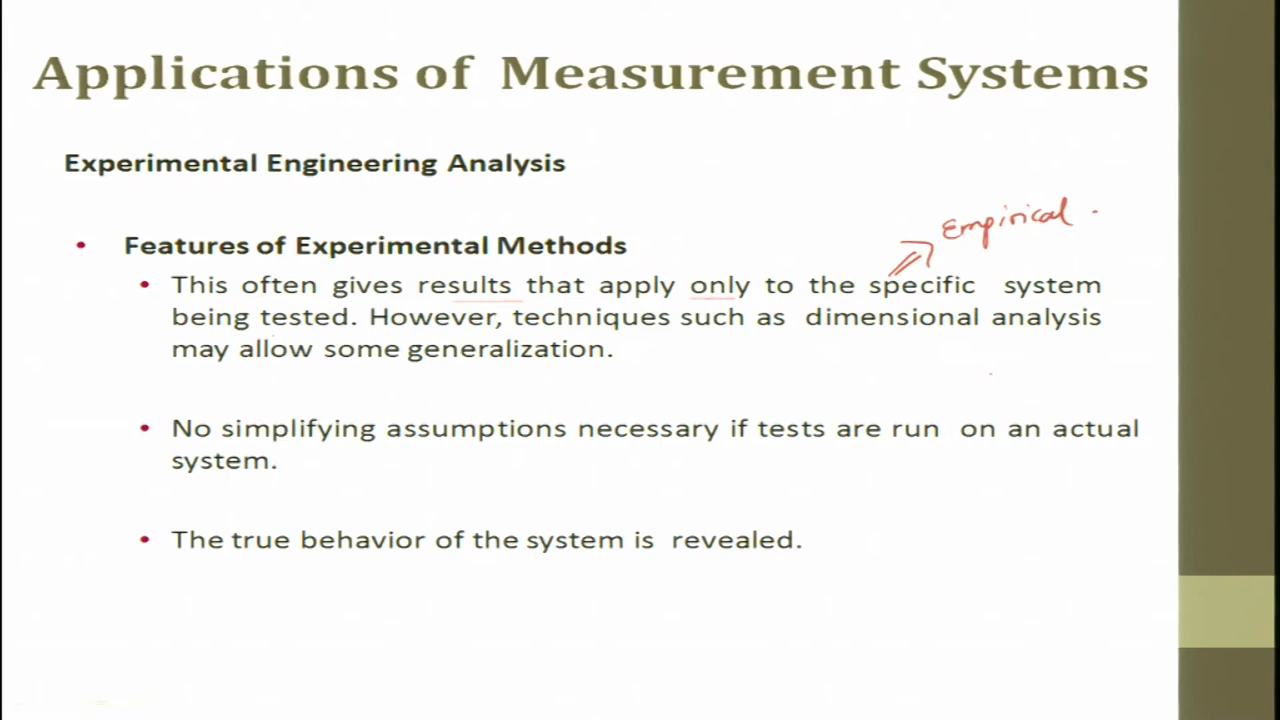 Applications of Measurement Systems
Experimental Engineering Analysis
Empirical
• Features of Experimental Methods
• This often gives results that apply only to the specific system
being tested. However, techniques such as dimensional analysis
may allow some generalization.
• No simplifying assumptions necessary if tests are run on an actual
system.
• The true behavior of the system is revealed.